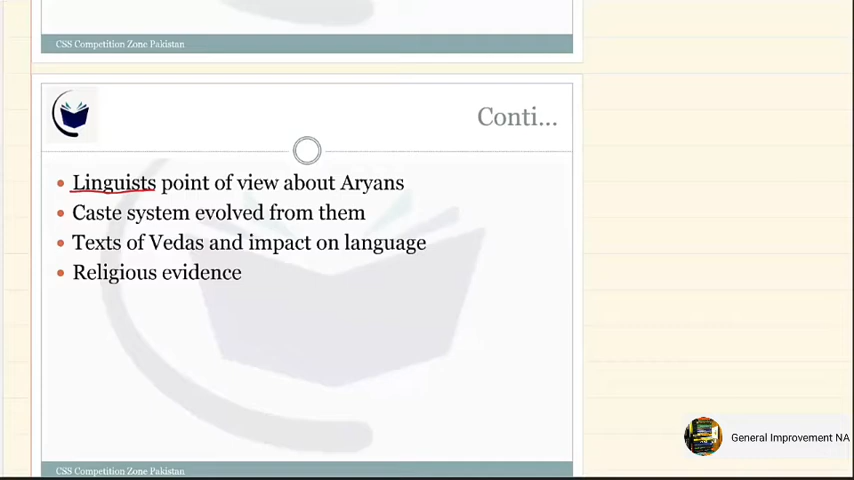 CSS Competition Zone Pakistan
Conti...
• Linguists point of view about Aryans
• Caste system evolved from them
• Texts of Vedas and impact on language
• Religious evidence
General Improvement NA
CSS Competition Zone Pakistan